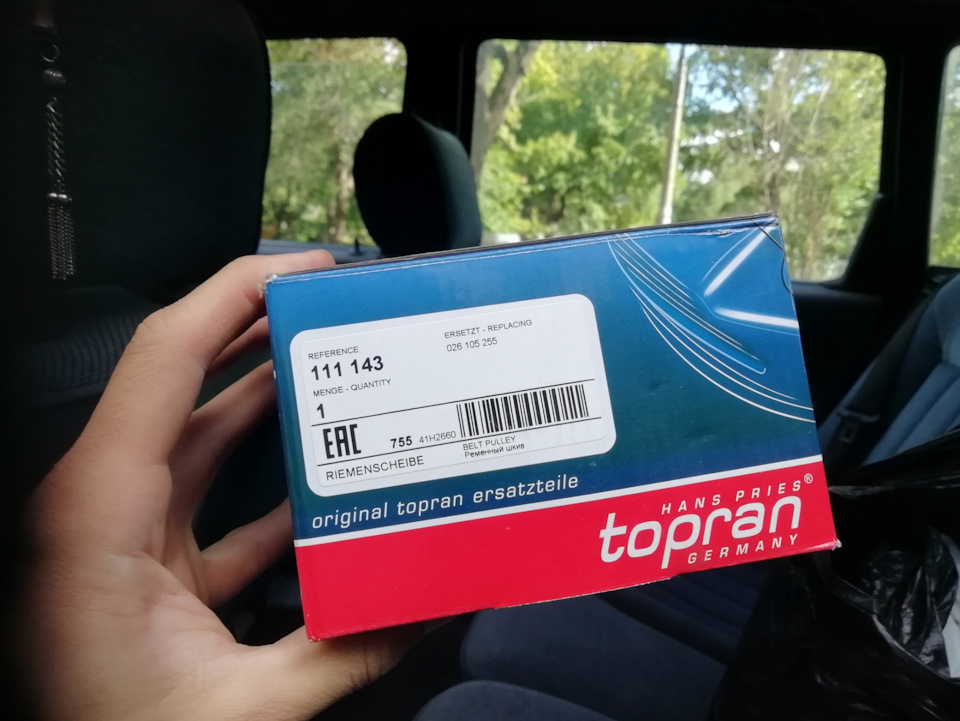 REFERENCE
111 143
ERSETZT - REPLACING
026 105 255
MENGE - QUANTITY
1
EAC
755 41H2660
RIEMENSCHEIBE
BELT PULLEY
Ременный шкив
original topran ersatzteile
HANS PRIES
topran®
GERMANY